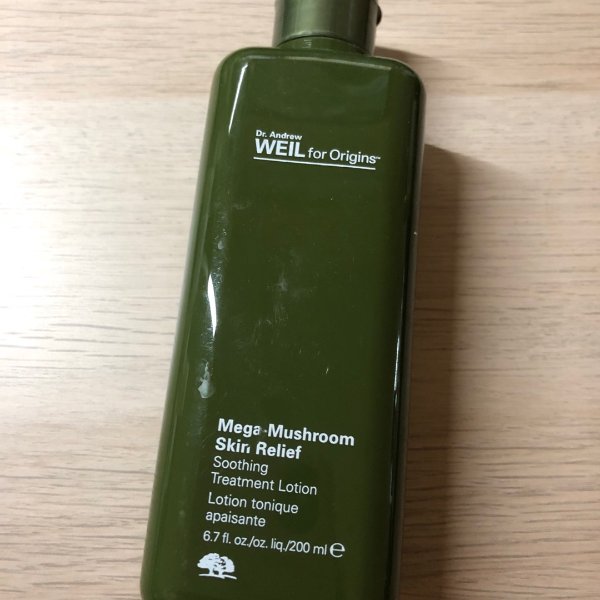 Dr. Andrew
WEIL for Origins™
Mega-Mushroom
Skin Relief
Soothing
Treatment Lotion
Lotion tonique
apaisante
6.7 fl. oz./oz. liq./200 ml ℮